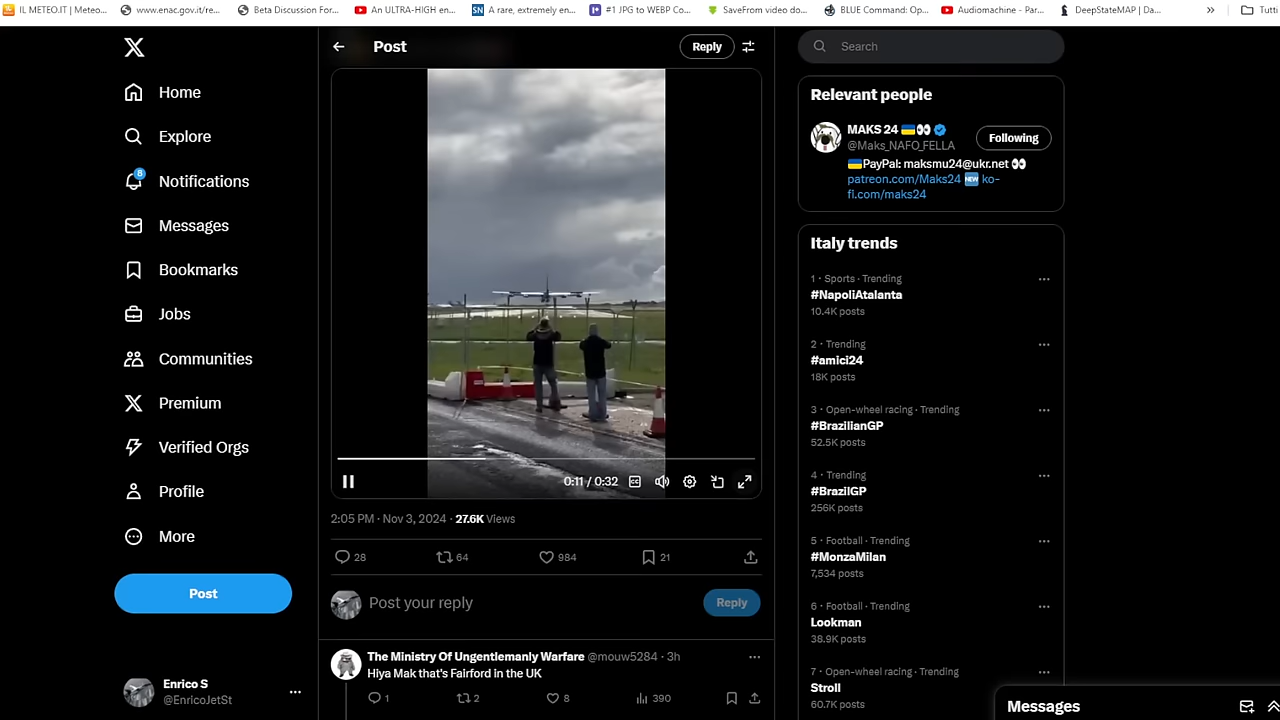 IL METEO.IT | Meteo...
www.enac.gov.it/re...
Beta Discussion For...
An ULTRA-HIGH en...
SN A rare, extremely en...
#1 JPG to WEBP Co...
SaveFrom video do...
BLUE Command: Op...
Audiomachine - Par...
DeepStateMAP | Da...
»
Tutti
Home
Explore
8
Notifications
Messages
Bookmarks
Jobs
Communities
Premium
Verified Orgs
Profile
More
Post
Enrico S
@EnricoJetSt
Post
Reply
0:11 / 0:32
2:05 PM · Nov 3, 2024 · 27.6K Views
28 64 984 21
Post your reply
Reply
The Ministry Of Ungentlemanly Warfare @mouw5284 · 3h
Hiya Mak that's Fairford in the UK
1 2 8 390
Search
Relevant people
MAKS 24 🇺🇦👀
@Maks_NAFO_FELLA
Following
🇺🇦PayPal: maksmu24@ukr.net 👀
patreon.com/Maks24 🆕 ko-
fi.com/maks24
Italy trends
1 · Sports · Trending
#NapoliAtalanta
10.4K posts
2 · Trending
#amici24
18K posts
3 · Open-wheel racing · Trending
#BrazilianGP
52.5K posts
4 · Trending
#BrazilGP
256K posts
5 · Football · Trending
#MonzaMilan
7,534 posts
6 · Football · Trending
Lookman
38.9K posts
7 · Open-wheel racing · Trending
Stroll
60.7K posts
Messages